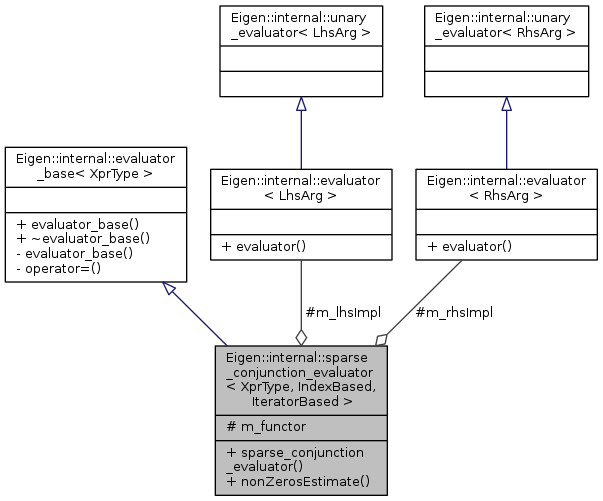 Eigen::internal::unary
_evaluator< LhsArg >
Eigen::internal::unary
_evaluator< RhsArg >
Eigen::internal::evaluator
_base< XprType >
+ evaluator_base()
+ ~evaluator_base()
- evaluator_base()
- operator=()
Eigen::internal::evaluator
< LhsArg >
+ evaluator()
Eigen::internal::evaluator
< RhsArg >
+ evaluator()
#m_lhsImpl
#m_rhsImpl
Eigen::internal::sparse
_conjunction_evaluator
< XprType, IndexBased,
IteratorBased >
# m_functor
+ sparse_conjunction
_evaluator()
+ nonZerosEstimate()